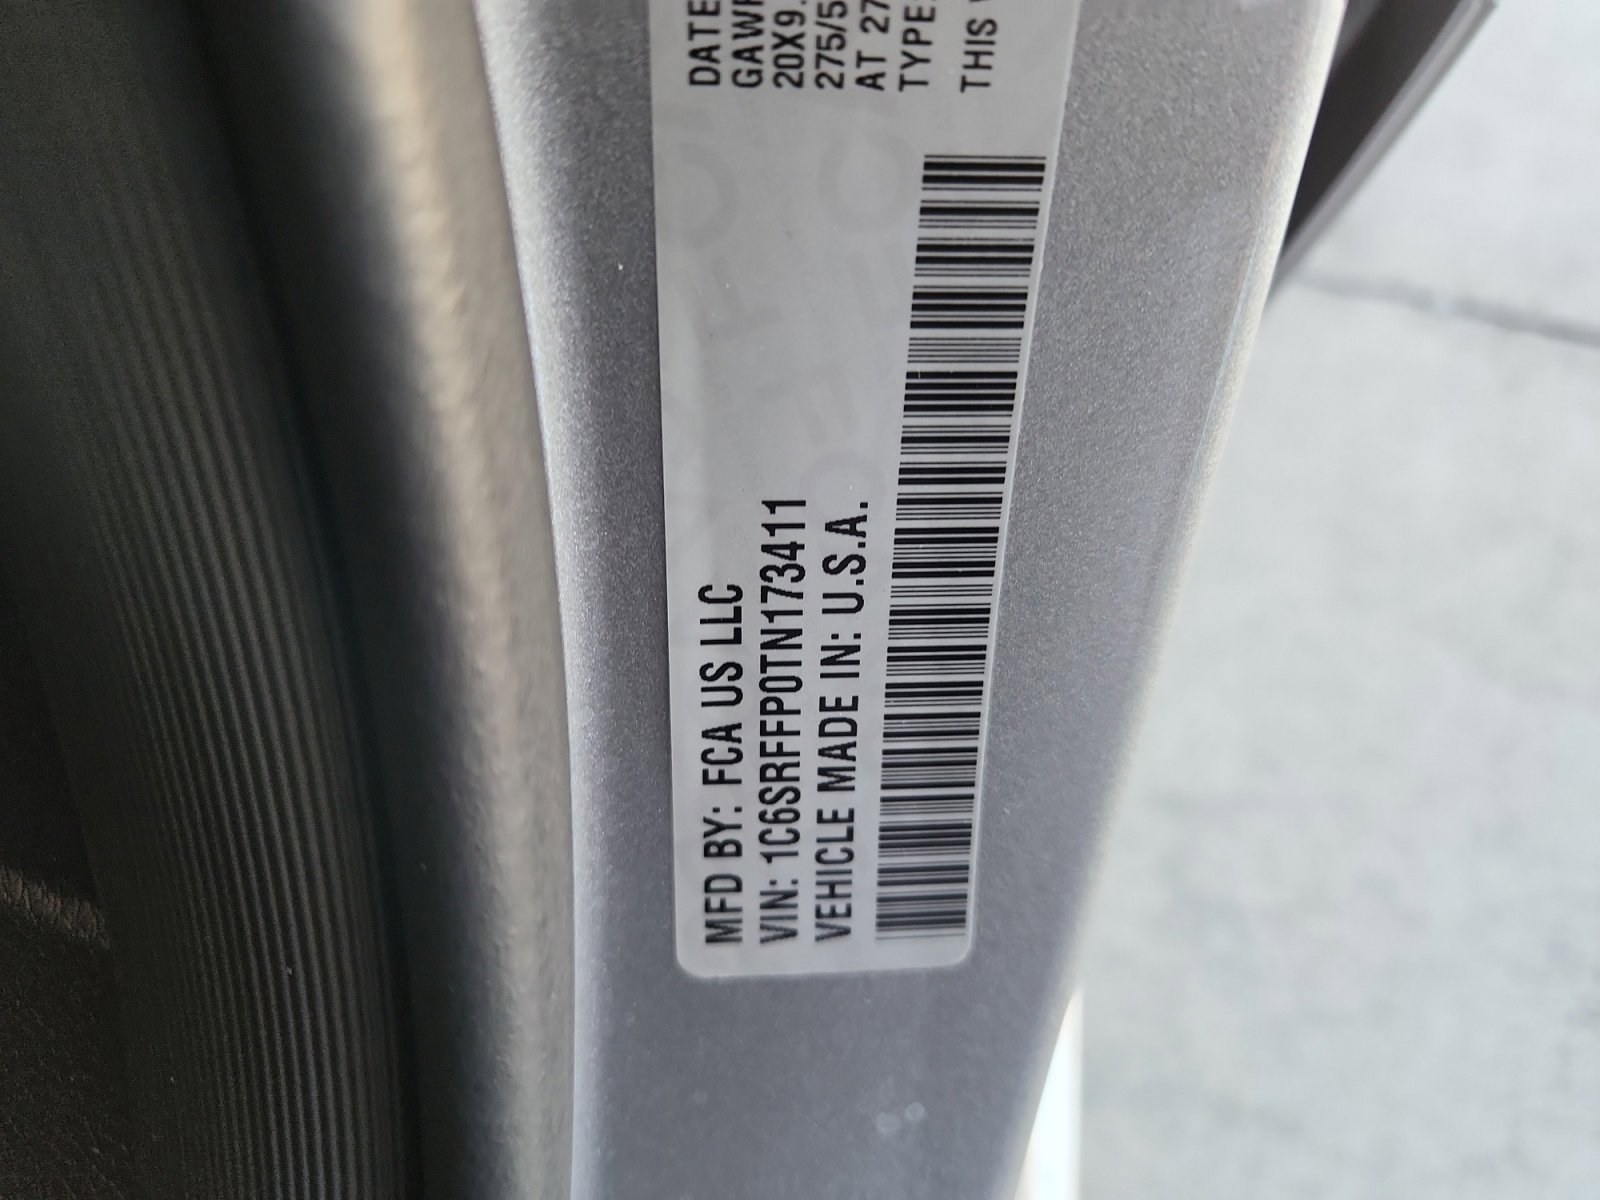 MFD BY: FCA US LLC
VIN: 1C6SRFFP0TN173411
VEHICLE MADE IN: U.S.A.
DATE
GAWR
20X9.
275/5
AT 27
TYPE:
THIS